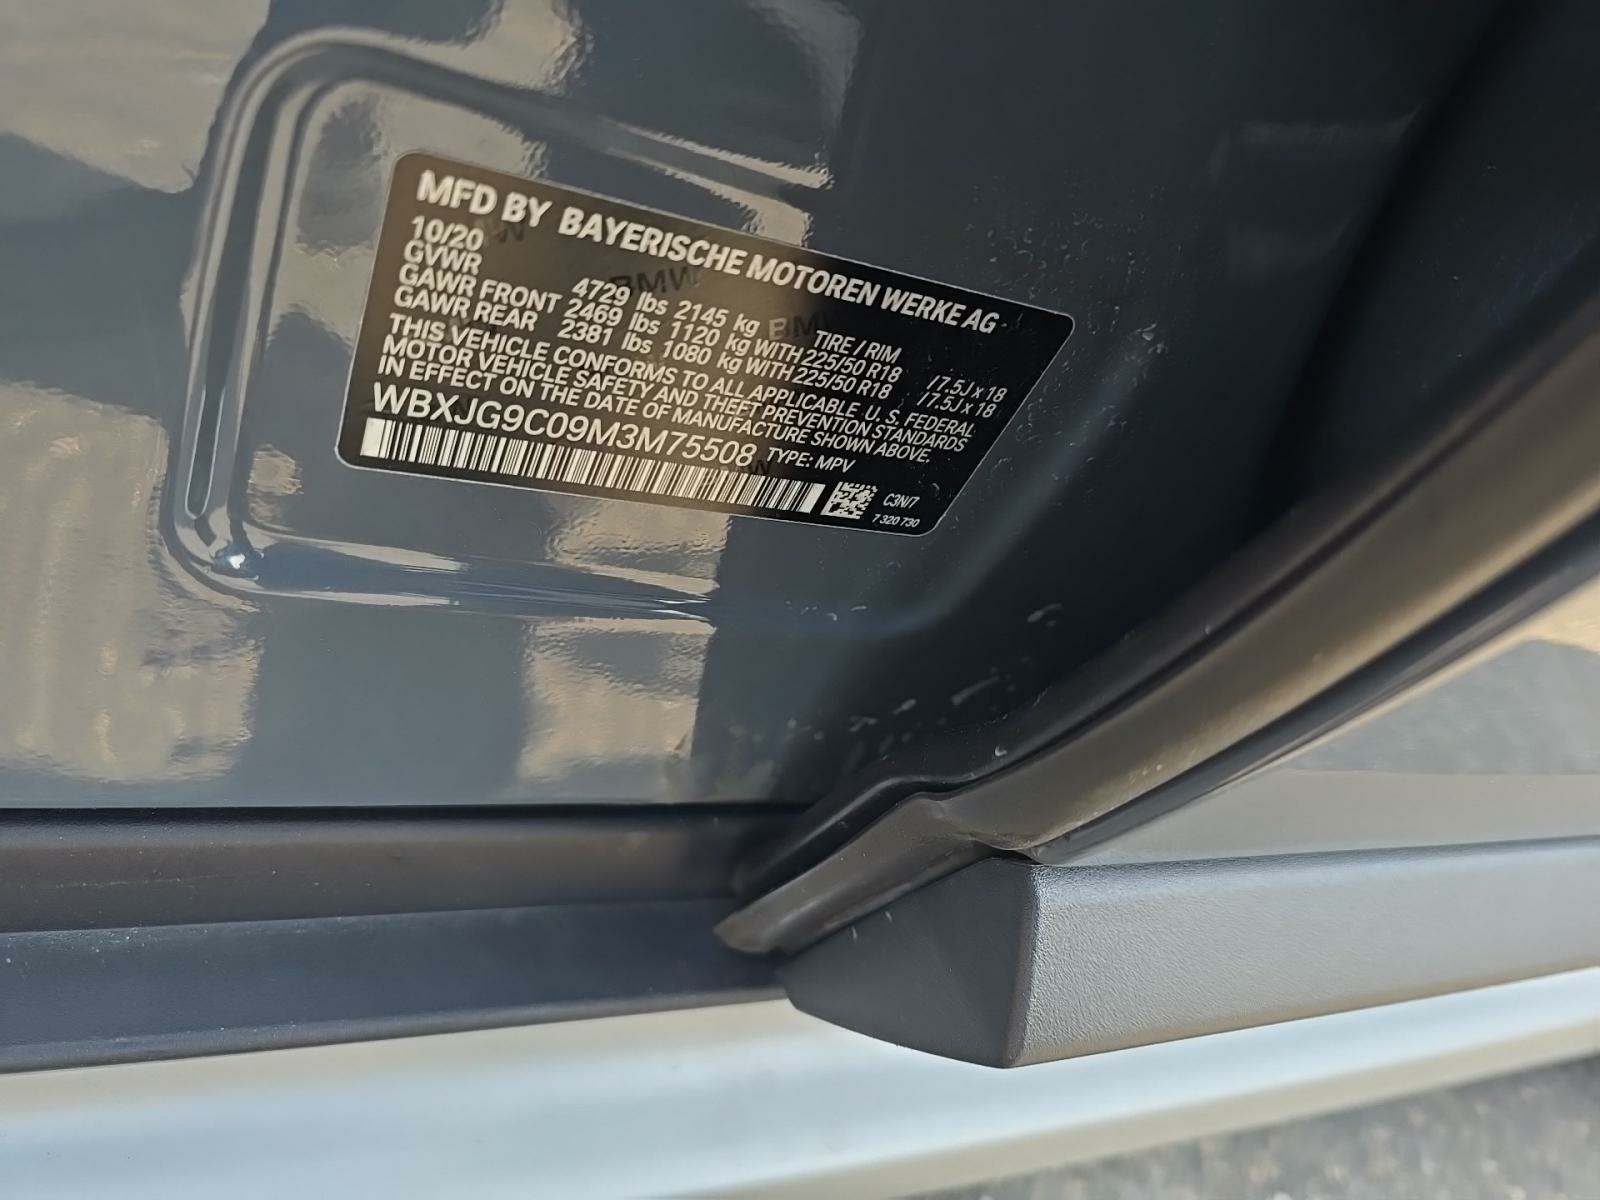 MFD BY BAYERISCHE MOTOREN WERKE AG
10/20
GVWR 4729 lbs 2145 kg TIRE / RIM
GAWR FRONT 2469 lbs 1120 kg WITH 225/50 R18 /7.5J x 18
GAWR REAR 2381 lbs 1080 kg WITH 225/50 R18 /7.5J x 18
THIS VEHICLE CONFORMS TO ALL APPLICABLE U.S. FEDERAL
MOTOR VEHICLE SAFETY AND THEFT PREVENTION STANDARDS
IN EFFECT ON THE DATE OF MANUFACTURE SHOWN ABOVE.
WBXJG9C09M3M75508 TYPE: MPV
C3N/7
7 320 730